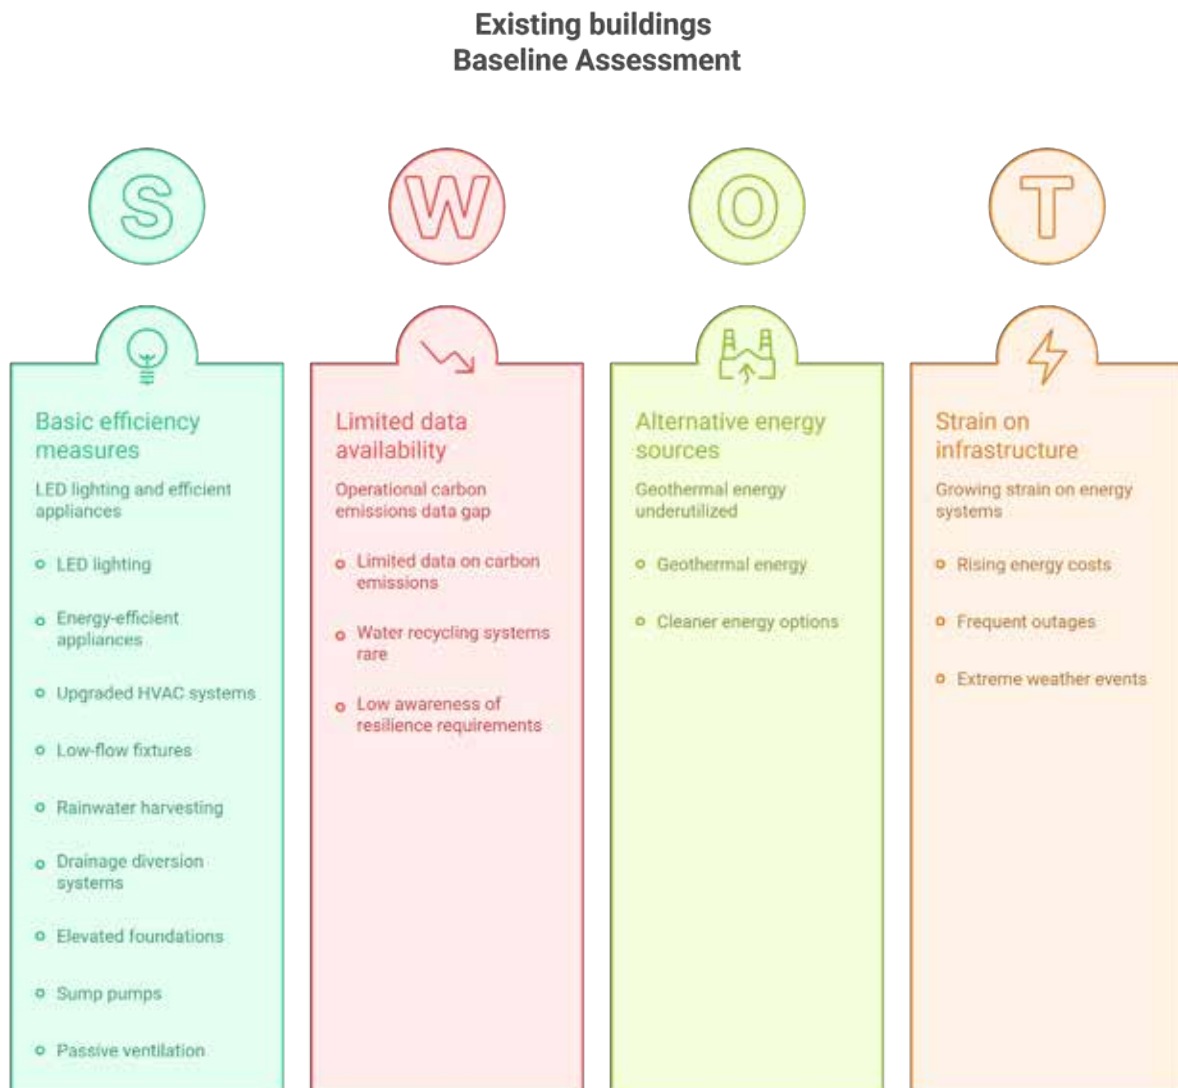 Existing buildings
Baseline Assessment
S
W
O
T
Basic efficiency
measures
LED lighting and efficient
appliances
LED lighting
Energy-efficient
appliances
Upgraded HVAC systems
Low-flow fixtures
Rainwater harvesting
Drainage diversion
systems
Elevated foundations
Sump pumps
Passive ventilation
Limited data
availability
Operational carbon
emissions data gap
Limited data on carbon
emissions
Water recycling systems
rare
Low awareness of
resilience requirements
Alternative energy
sources
Geothermal energy
underutilized
Geothermal energy
Cleaner energy options
Strain on
infrastructure
Growing strain on energy
systems
Rising energy costs
Frequent outages
Extreme weather events